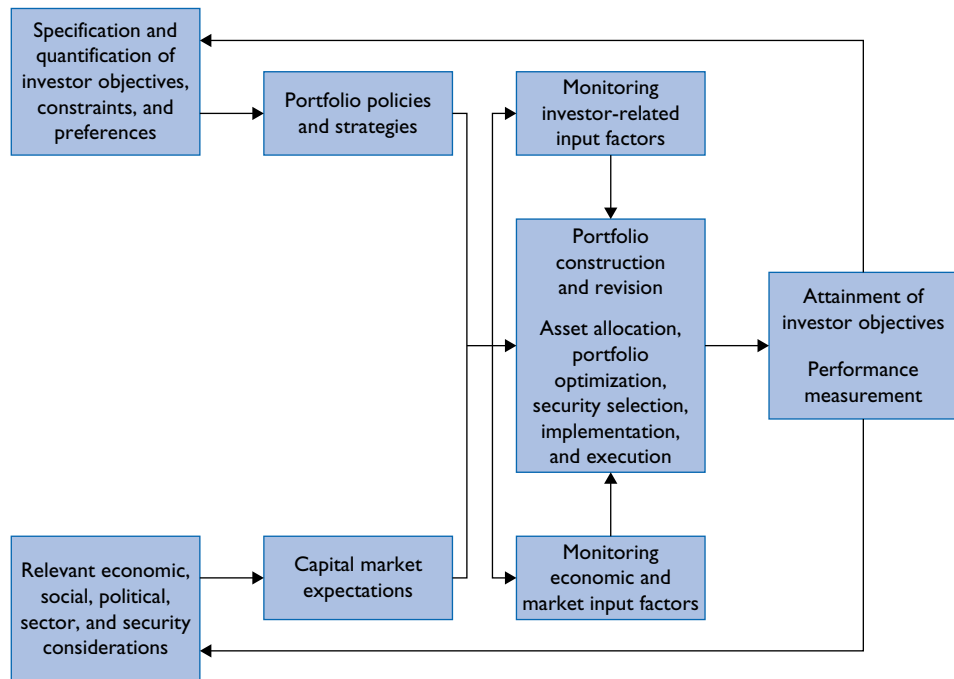 Specification and
quantification of
investor objectives,
constraints, and
preferences
Portfolio policies
and strategies
Monitoring
investor-related
input factors
Portfolio
construction
and revision
Asset allocation,
portfolio
optimization,
security selection,
implementation,
and execution
Attainment of
investor objectives
Performance
measurement
Relevant economic,
social, political,
sector, and security
considerations
Capital market
expectations
Monitoring
economic and
market input factors